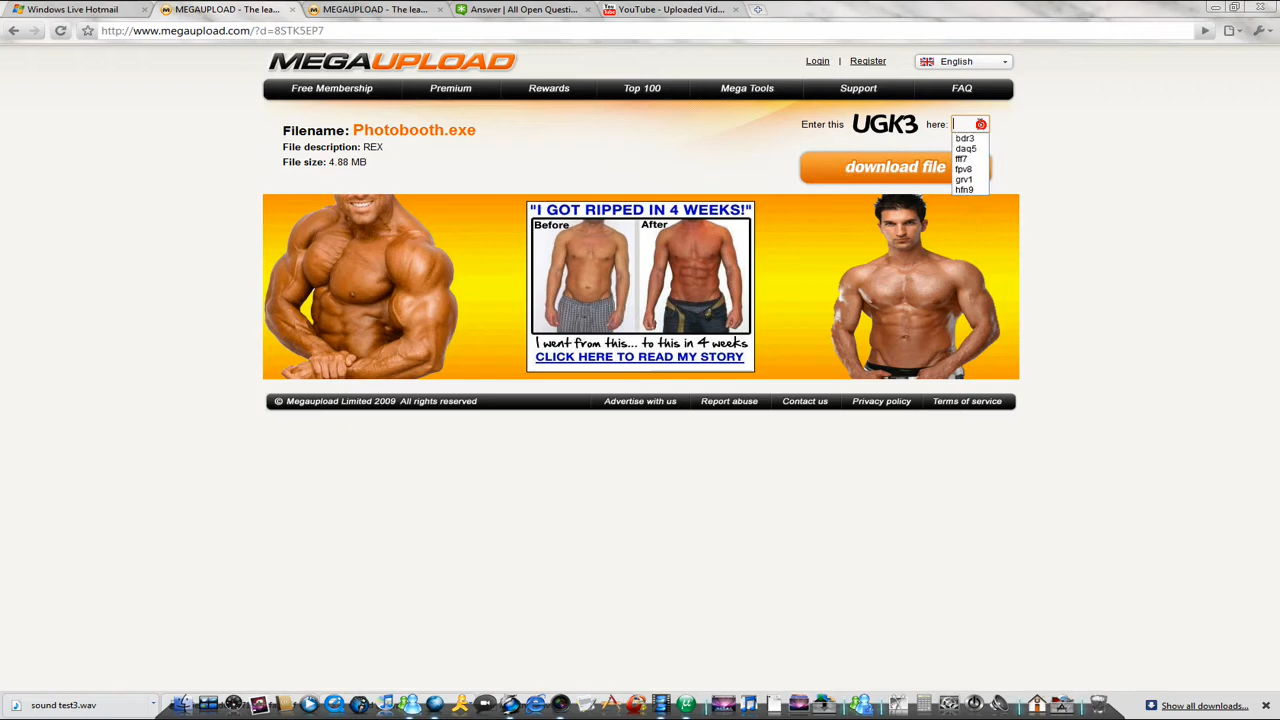 Windows Live Hotmail
MEGAUPLOAD - The lea...
MEGAUPLOAD - The lea...
Answer | All Open Questi...
YouTube - Uploaded Vid...
http://www.megaupload.com/?d=8STK5EP7
MEGAUPLOAD
Login | Register
English
Free Membership
Premium
Rewards
Top 100
Mega Tools
Support
FAQ
Filename: Photobooth.exe
File description: REX
File size: 4.88 MB
Enter this UGK3 here:
bdr3
daq5
fff7
fpv8
grv1
hfn9
download file
"I GOT RIPPED IN 4 WEEKS!"
Before
After
I went from this... to this in 4 weeks
CLICK HERE TO READ MY STORY
© Megaupload Limited 2009 All rights reserved
Advertise with us
Report abuse
Contact us
Privacy policy
Terms of service
sound test3.wav
Show all downloads...